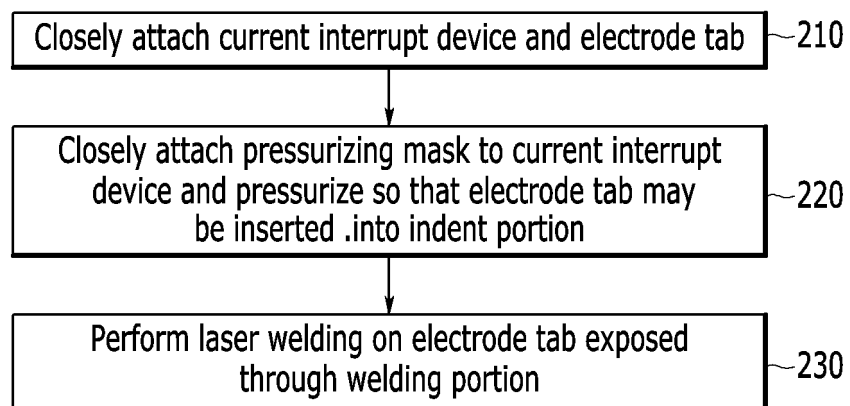 Closely attach current interrupt device and electrode tab
210
Closely attach pressurizing mask to current interrupt
device and pressurize so that electrode tab may
be inserted .into indent portion
220
Perform laser welding on electrode tab exposed
through welding portion
230